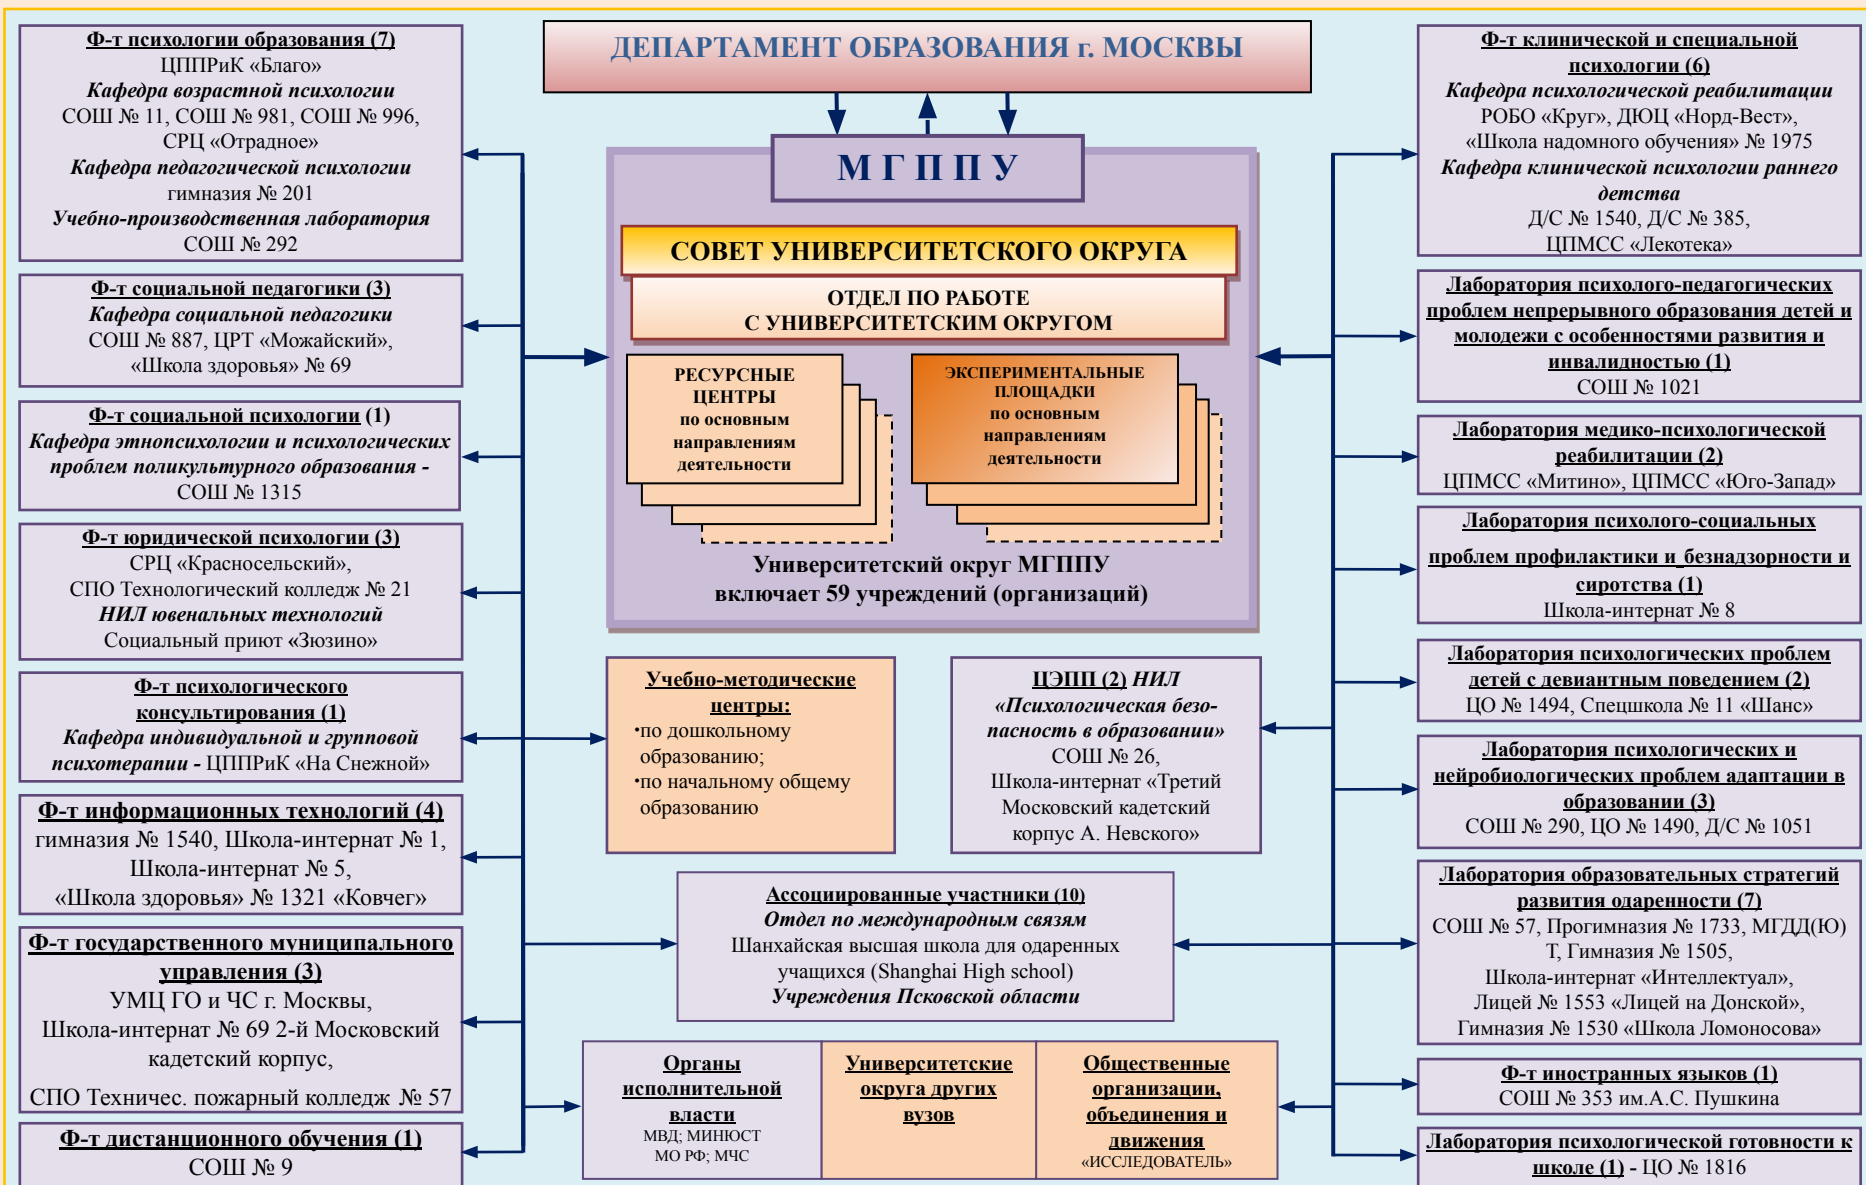 Ф-т психологии образования (7)
ЦППРиК «Благо»
Кафедра возрастной психологии
СОШ № 11, СОШ № 981, СОШ № 996,
СРЦ «Отрадное»
Кафедра педагогической психологии
гимназия № 201
Учебно-производственная лаборатория
СОШ № 292
Ф-т социальной педагогики (3)
Кафедра социальной педагогики
СОШ № 887, ЦРТ «Можайский»,
«Школа здоровья» № 69
Ф-т социальной психологии (1)
Кафедра этнопсихологии и психологических
проблем поликультурного образования -
СОШ № 1315
Ф-т юридической психологии (3)
СРЦ «Красносельский»,
СПО Технологический колледж № 21
НИЛ ювенальных технологий
Социальный приют «Зюзино»
Ф-т психологического
консультирования (1)
Кафедра индивидуальной и групповой
психотерапии - ЦППРиК «На Снежной»
Ф-т информационных технологий (4)
гимназия № 1540, Школа-интернат № 1,
Школа-интернат № 5,
«Школа здоровья» № 1321 «Ковчег»
Ф-т государственного муниципального
управления (3)
УМЦ ГО и ЧС г. Москвы,
Школа-интернат № 69 2-й Московский
кадетский корпус,
СПО Техничес. пожарный колледж № 57
Ф-т дистанционного обучения (1)
СОШ № 9
ДЕПАРТАМЕНТ ОБРАЗОВАНИЯ г. МОСКВЫ
М Г П П У
СОВЕТ УНИВЕРСИТЕТСКОГО ОКРУГА
ОТДЕЛ ПО РАБОТЕ
С УНИВЕРСИТЕТСКИМ ОКРУГОМ
РЕСУРСНЫЕ
ЦЕНТРЫ
по основным
направлениям
деятельности
ЭКСПЕРИМЕНТАЛЬНЫЕ
ПЛОЩАДКИ
по основным
направлениям
деятельности
Университетский округ МГППУ
включает 59 учреждений (организаций)
Учебно-методические
центры:
•по дошкольному
образованию;
•по начальному общему
образованию
ЦЭПП (2) НИЛ
«Психологическая безо-
пасность в образовании»
СОШ № 26,
Школа-интернат «Третий
Московский кадетский
корпус А. Невского»
Ассоциированные участники (10)
Отдел по международным связям
Шанхайская высшая школа для одаренных
учащихся (Shanghai High school)
Учреждения Псковской области
Органы
исполнительной
власти
МВД; МИНЮСТ
МО РФ; МЧС
Университетские
округа других
вузов
Общественные
организации,
объединения и
движения
«ИССЛЕДОВАТЕЛЬ»
Ф-т клинической и специальной
психологии (6)
Кафедра психологической реабилитации
РОБО «Круг», ДЮЦ «Норд-Вест»,
«Школа надомного обучения» № 1975
Кафедра клинической психологии раннего
детства
Д/С № 1540, Д/С № 385,
ЦПМСС «Лекотека»
Лаборатория психолого-педагогических
проблем непрерывного образования детей и
молодежи с особенностями развития и
инвалидностью (1)
СОШ № 1021
Лаборатория медико-психологической
реабилитации (2)
ЦПМСС «Митино», ЦПМСС «Юго-Запад»
Лаборатория психолого-социальных
проблем профилактики и безнадзорности и
сиротства (1)
Школа-интернат № 8
Лаборатория психологических проблем
детей с девиантным поведением (2)
ЦО № 1494, Спецшкола № 11 «Шанс»
Лаборатория психологических и
нейробиологических проблем адаптации в
образовании (3)
СОШ № 290, ЦО № 1490, Д/С № 1051
Лаборатория образовательных стратегий
развития одаренности (7)
СОШ № 57, Прогимназия № 1733, МГДД(Ю)
Т, Гимназия № 1505,
Школа-интернат «Интеллектуал»,
Лицей № 1553 «Лицей на Донской»,
Гимназия № 1530 «Школа Ломоносова»
Ф-т иностранных языков (1)
СОШ № 353 им.А.С. Пушкина
Лаборатория психологической готовности к
школе (1) - ЦО № 1816